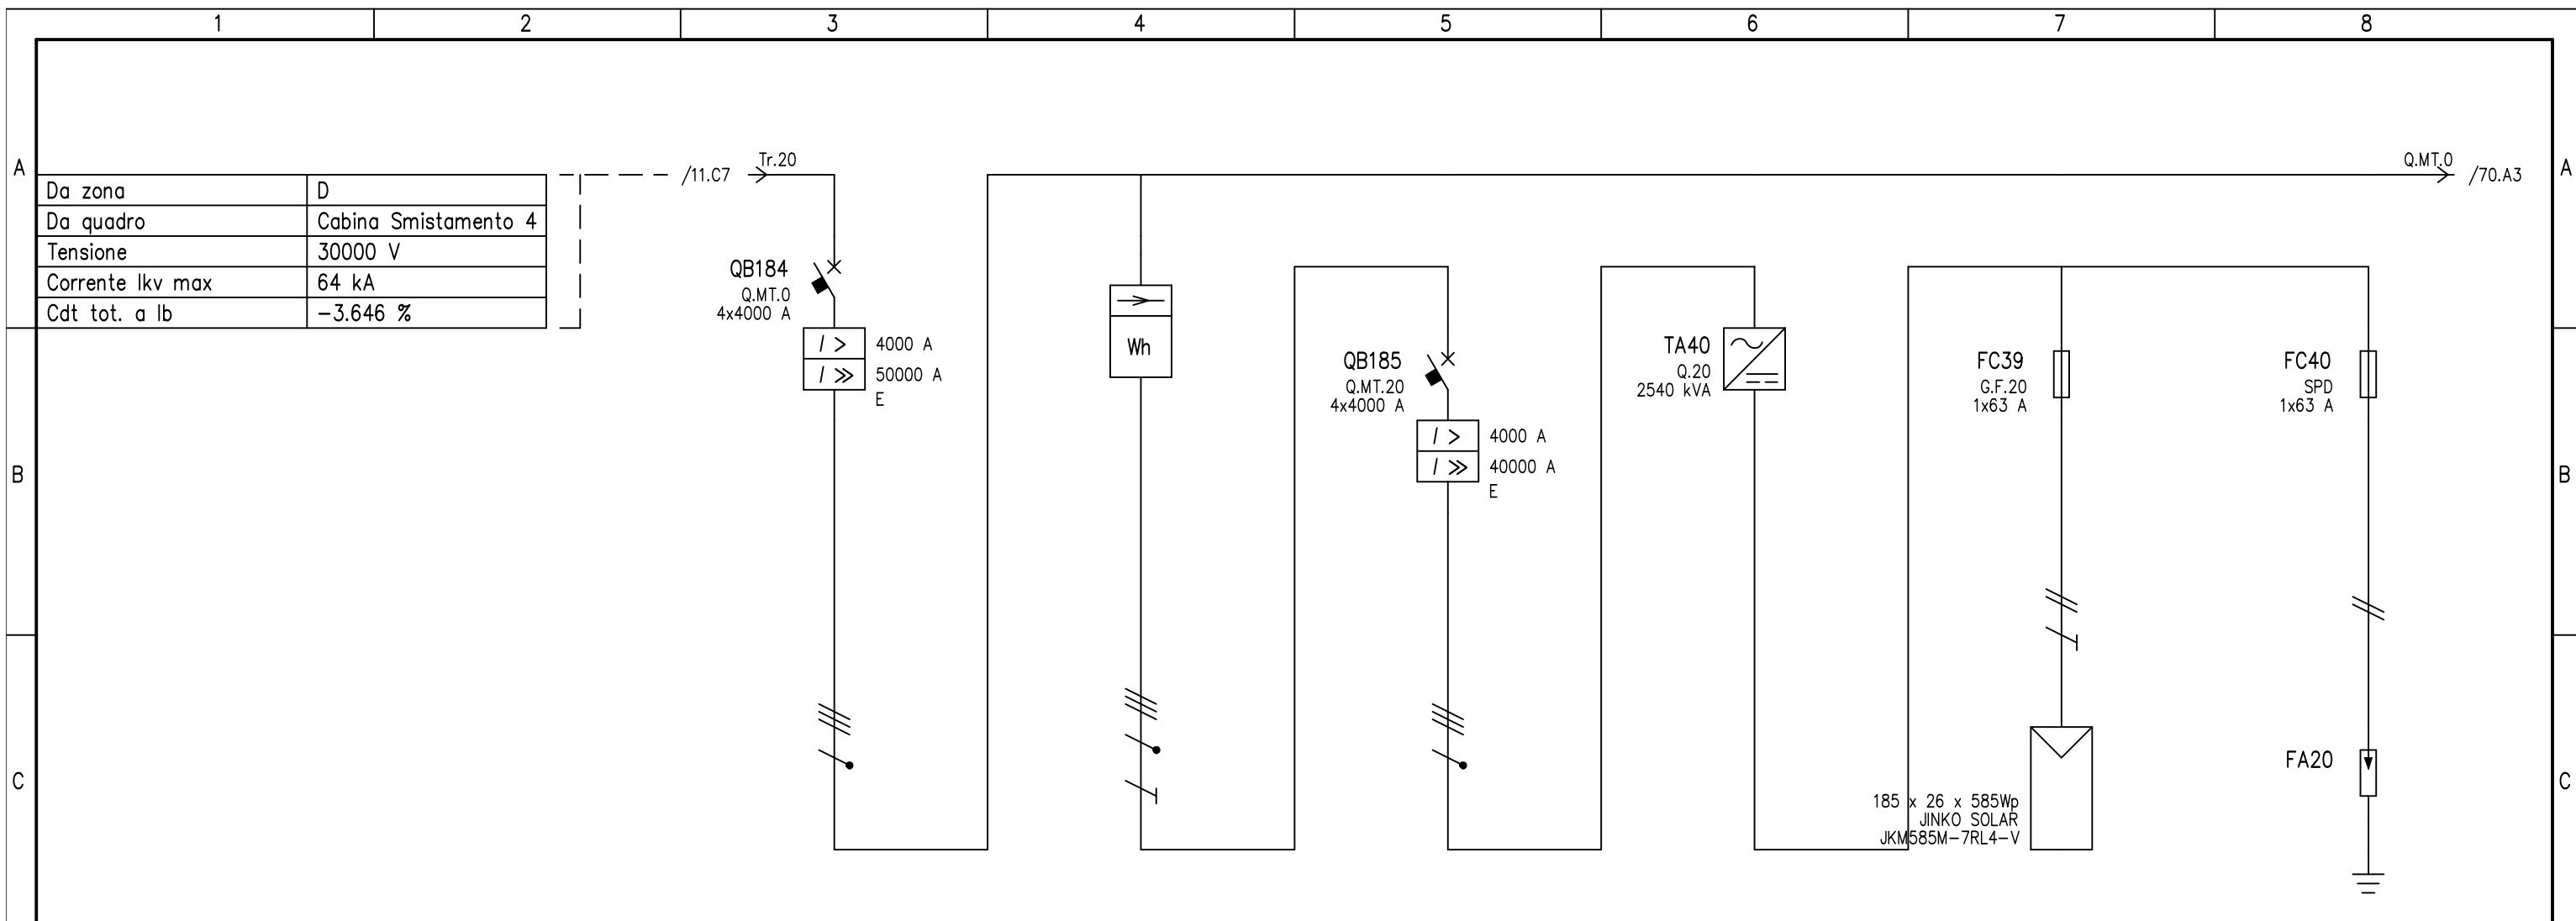 1 2 3 4 5 6 7 8
A A
Da zona D
Da quadro Cabina Smistamento 4
Tensione 30000 V
Corrente Ikv max 64 kA
Cdt tot. a Ib -3.646 %
/11.C7
Tr.20
Q.MT.0
/70.A3
QB184
Q.MT.0
4x4000 A
I > 4000 A
I >> 50000 A
E
Wh
QB185
Q.MT.20
4x4000 A
I > 4000 A
I >> 40000 A
E
TA40
Q.20
2540 kVA
FC39
G.F.20
1x63 A
FC40
SPD
1x63 A
B B
185 x 26 x 585Wp
JINKO SOLAR
JKM585M-7RL4-V
FA20
C C